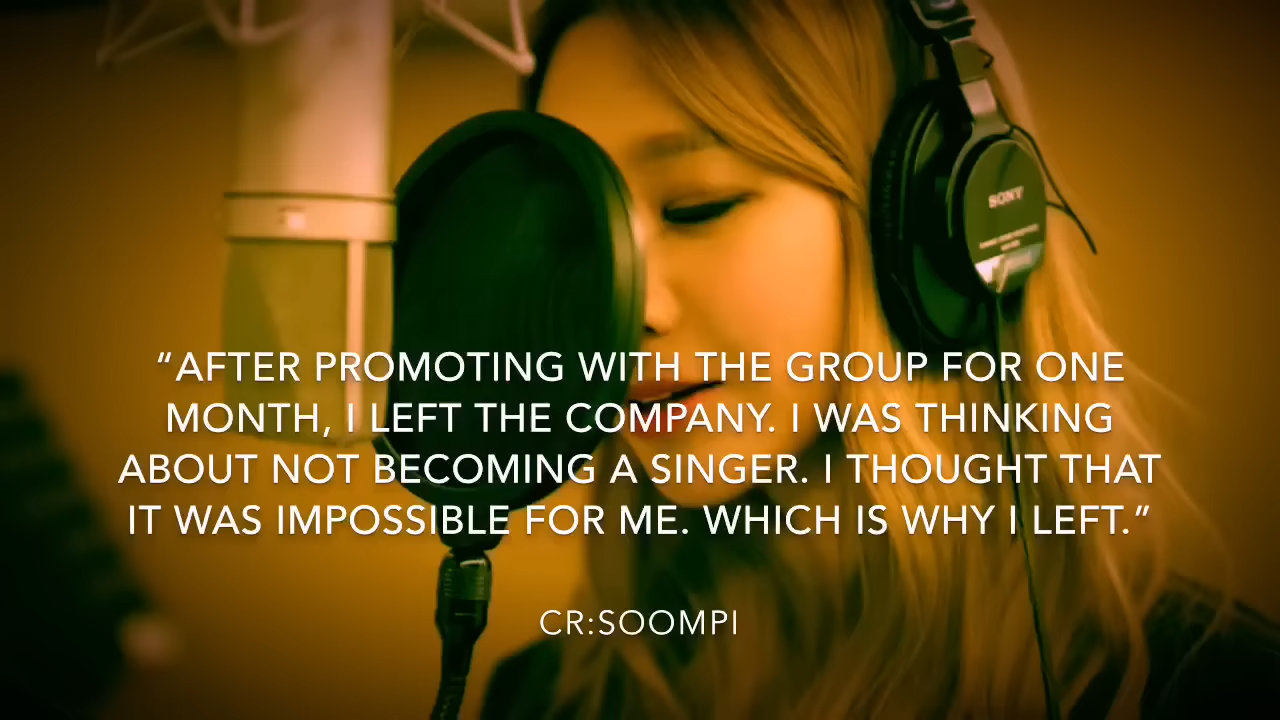 “AFTER PROMOTING WITH THE GROUP FOR ONE
MONTH, I LEFT THE COMPANY. I WAS THINKING
ABOUT NOT BECOMING A SINGER. I THOUGHT THAT
IT WAS IMPOSSIBLE FOR ME. WHICH IS WHY I LEFT.”
CR:SOOMPI
SONY